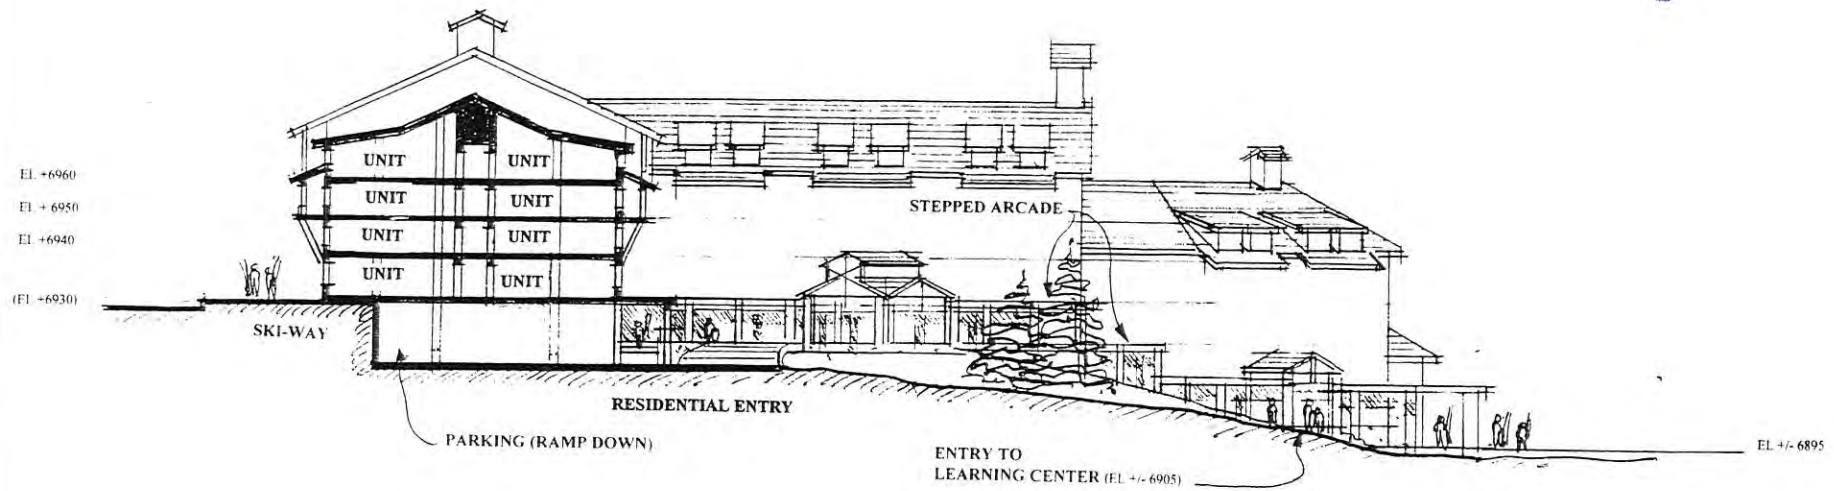 UNIT UNIT
EL +6960
UNIT UNIT
EL + 6950
STEPPED ARCADE
UNIT UNIT
EL +6940
UNIT UNIT
(EL +6930)
SKI-WAY
RESIDENTIAL ENTRY
PARKING (RAMP DOWN)
EL +/- 6895
ENTRY TO
LEARNING CENTER (EL +/- 6905)